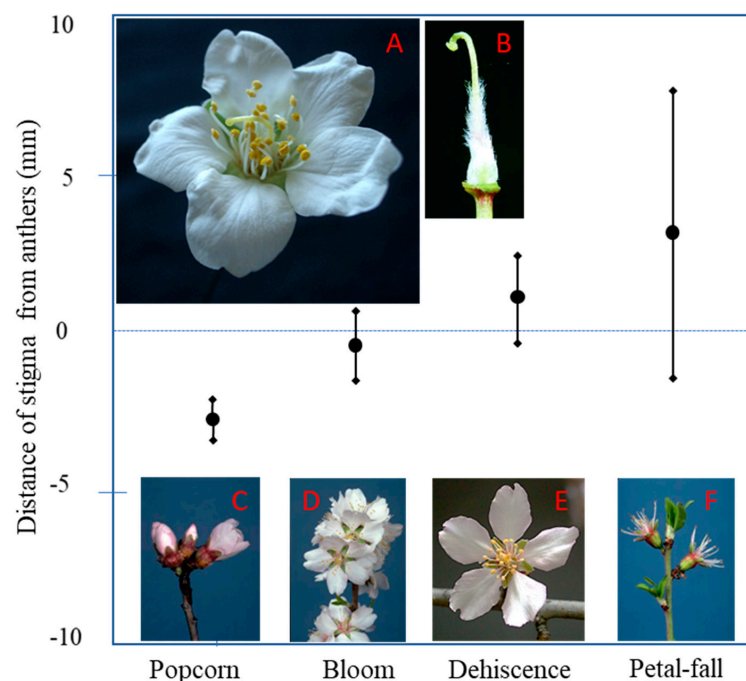 10
A
B
5
0
-5
-10
Distance of stigma from anthers (mm)
C
D
E
F
Popcorn
Bloom
Dehiscence
Petal-fall